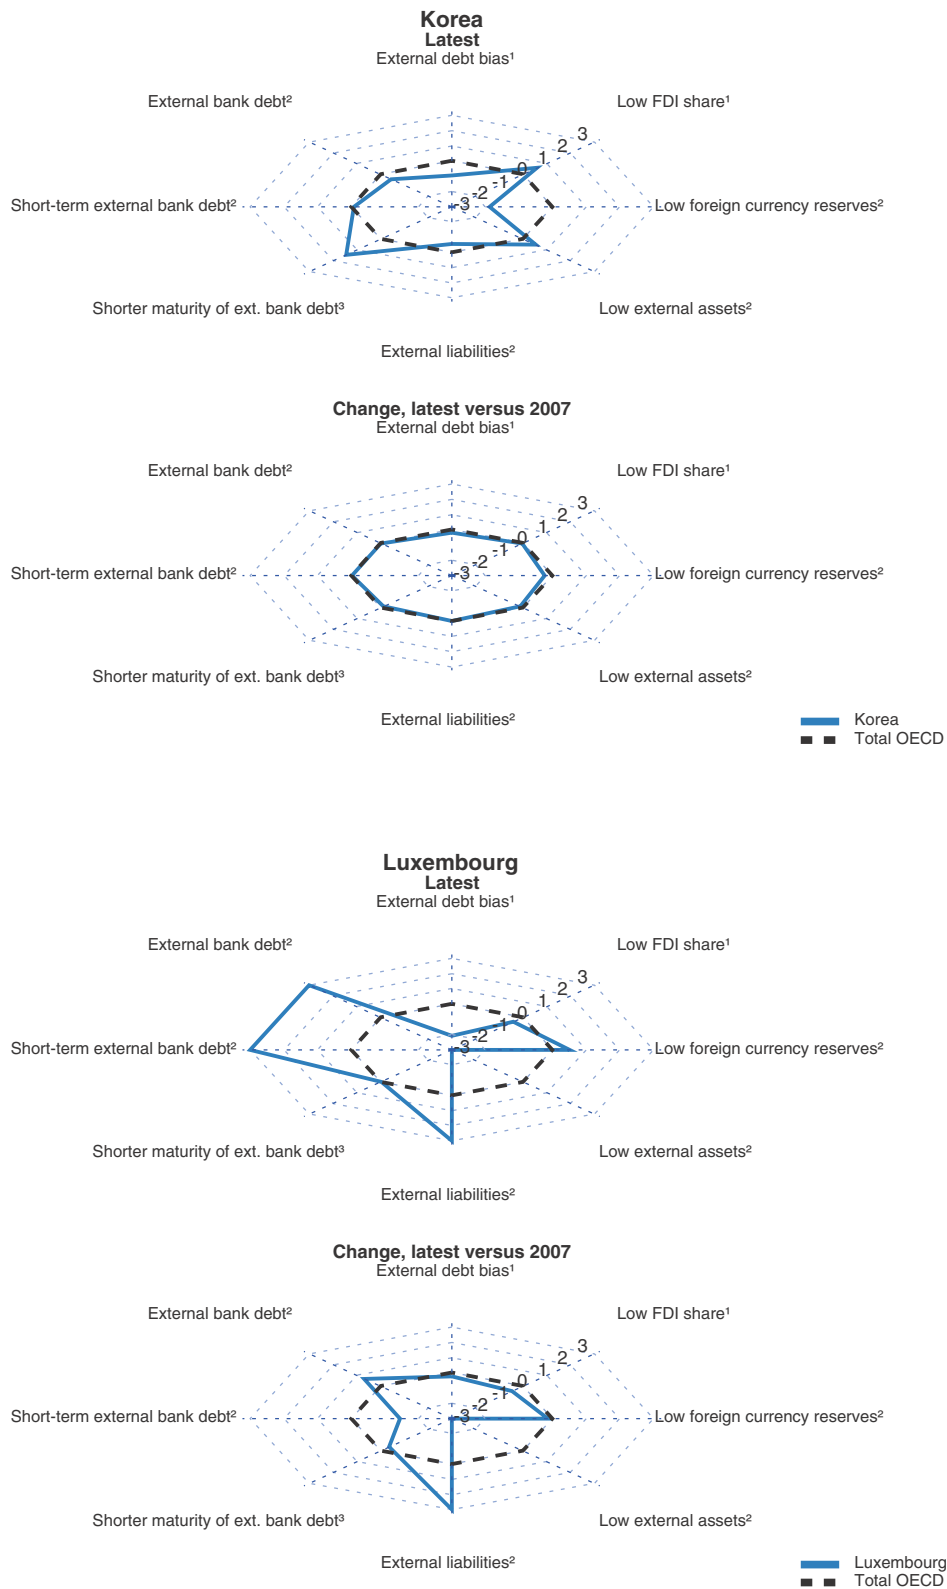 Korea
Latest
External debt bias¹
External bank debt²
Low FDI share¹
3
2
1
0
-1
-2
-3
Short-term external bank debt²
Low foreign currency reserves²
Shorter maturity of ext. bank debt³
Low external assets²
External liabilities²
Change, latest versus 2007
External debt bias¹
External bank debt²
Low FDI share¹
3
2
1
0
-1
-2
-3
Short-term external bank debt²
Low foreign currency reserves²
Shorter maturity of ext. bank debt³
Low external assets²
External liabilities²
Korea
Total OECD
Luxembourg
Latest
External debt bias¹
External bank debt²
Low FDI share¹
3
2
1
0
-1
-2
-3
Short-term external bank debt²
Low foreign currency reserves²
Shorter maturity of ext. bank debt³
Low external assets²
External liabilities²
Change, latest versus 2007
External debt bias¹
External bank debt²
Low FDI share¹
3
2
1
0
-1
-2
-3
Short-term external bank debt²
Low foreign currency reserves²
Shorter maturity of ext. bank debt³
Low external assets²
External liabilities²
Luxembourg
Total OECD